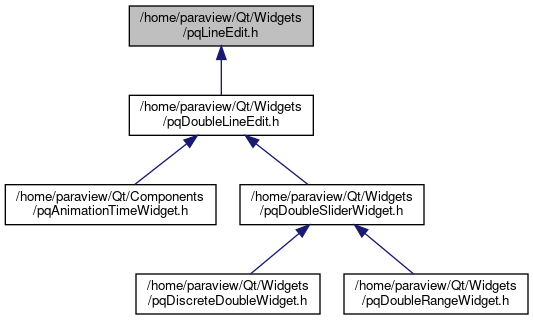 /home/paraview/Qt/Widgets
/pqLineEdit.h
/home/paraview/Qt/Widgets
/pqDoubleLineEdit.h
/home/paraview/Qt/Components
/pqAnimationTimeWidget.h
/home/paraview/Qt/Widgets
/pqDoubleSliderWidget.h
/home/paraview/Qt/Widgets
/pqDiscreteDoubleWidget.h
/home/paraview/Qt/Widgets
/pqDoubleRangeWidget.h